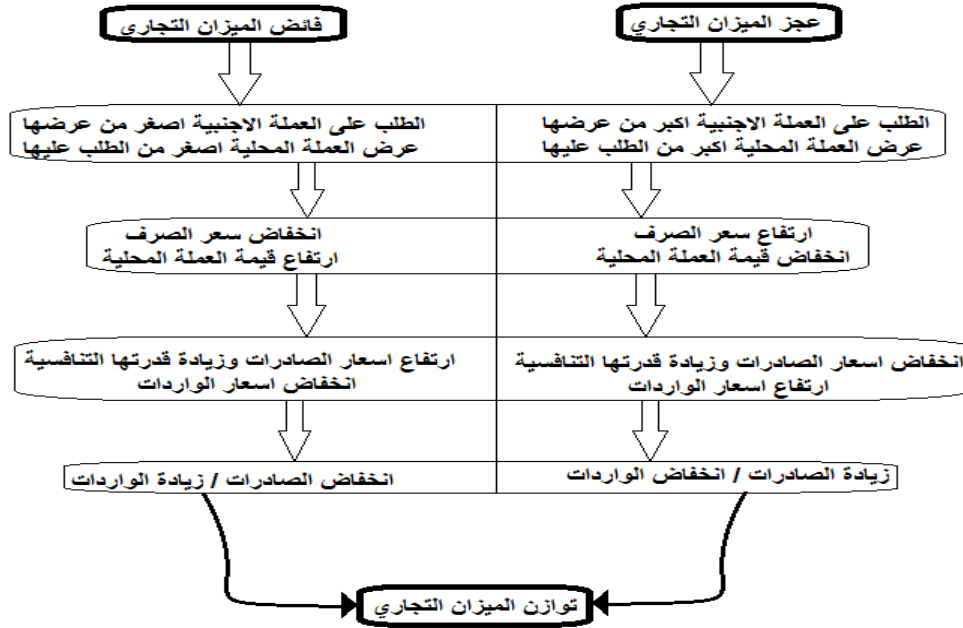 عجز الميزان التجاري
فائض الميزان التجاري
الطلب على العملة الاجنبية اكبر من عرضها
عرض العملة المحلية اكبر من الطلب عليها
الطلب على العملة الاجنبية اصغر من عرضها
عرض العملة المحلية اصغر من الطلب عليها
ارتفاع سعر الصرف
انخفاض قيمة العملة المحلية
انخفاض سعر الصرف
ارتفاع قيمة العملة المحلية
انخفاض اسعار الصادرات وزيادة قدرتها التنافسية
ارتفاع اسعار الواردات
ارتفاع اسعار الصادرات وزيادة قدرتها التنافسية
انخفاض اسعار الواردات
زيادة الصادرات / انخفاض الواردات
انخفاض الصادرات / زيادة الواردات
توازن الميزان التجاري